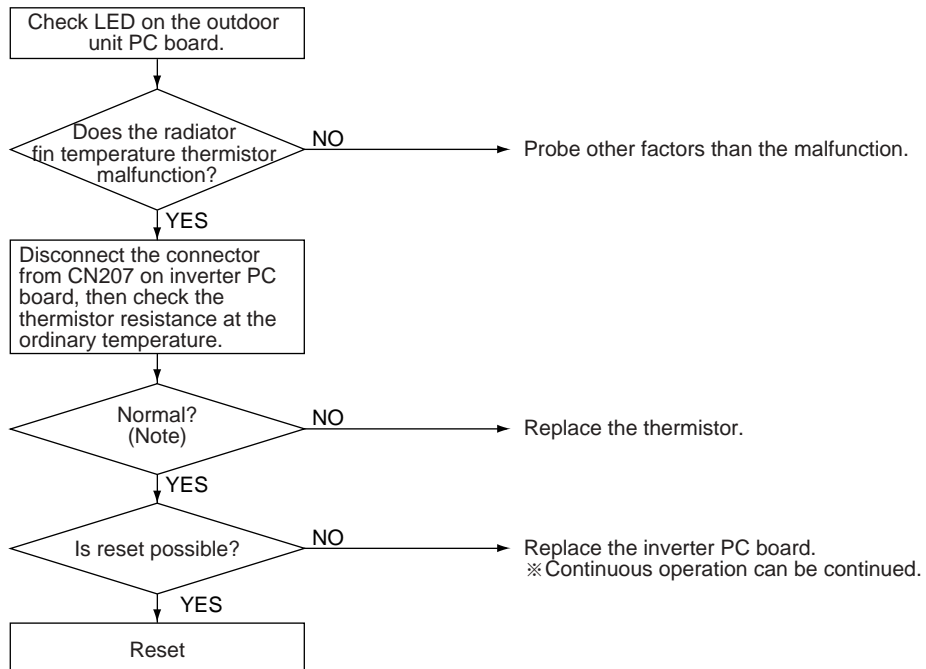 Check LED on the outdoor
unit PC board.
Does the radiator
fin temperature thermistor
malfunction?
NO
Probe other factors than the malfunction.
YES
Disconnect the connector
from CN207 on inverter PC
board, then check the
thermistor resistance at the
ordinary temperature.
Normal?
(Note)
NO
Replace the thermistor.
YES
Is reset possible?
NO
Replace the inverter PC board.
※Continuous operation can be continued.
YES
Reset